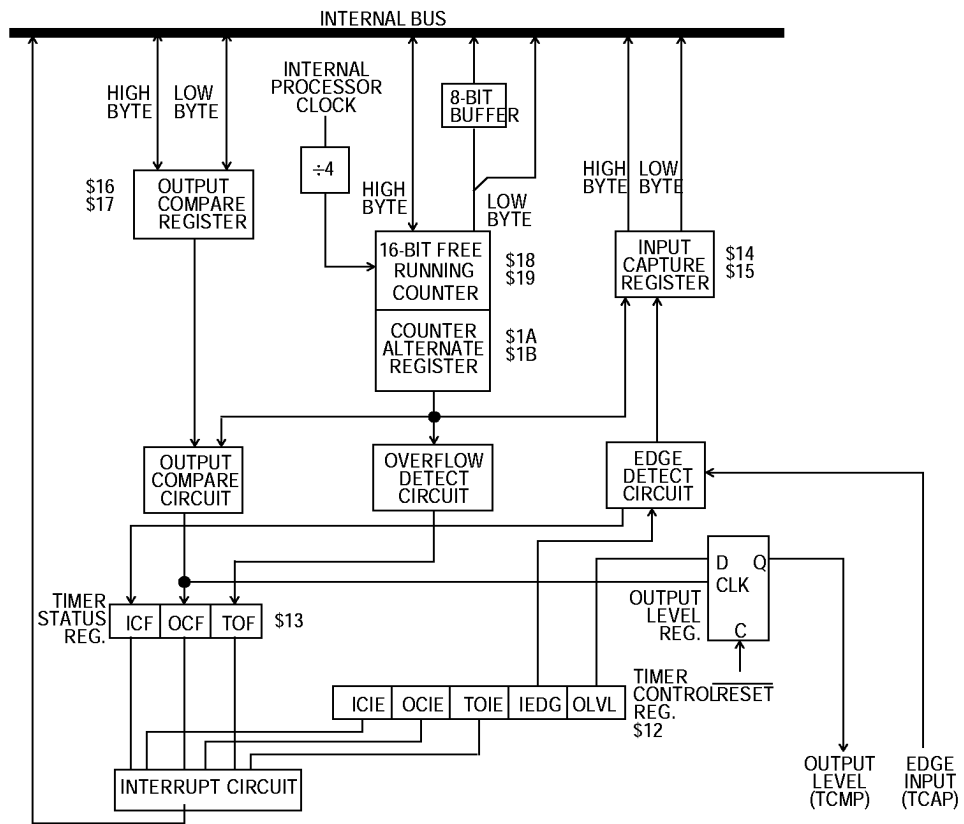 INTERNAL BUS
HIGH
BYTE
LOW
BYTE
INTERNAL
PROCESSOR
CLOCK
8-BIT
BUFFER
÷4
$16
$17
OUTPUT
COMPARE
REGISTER
HIGH
BYTE
LOW
BYTE
HIGH
BYTE
LOW
BYTE
16-BIT FREE
RUNNING
COUNTER
$18
$19
INPUT
CAPTURE
REGISTER
$14
$15
COUNTER
ALTERNATE
REGISTER
$1A
$1B
OUTPUT
COMPARE
CIRCUIT
OVERFLOW
DETECT
CIRCUIT
EDGE
DETECT
CIRCUIT
D Q
CLK
C
OUTPUT
LEVEL
REG.
TIMER
STATUS
REG.
ICF OCF TOF
$13
RESET
ICIE OCIE TOIE IEDG OLVL
TIMER
CONTROL
REG.
$12
INTERRUPT CIRCUIT
OUTPUT
LEVEL
(TCMP)
EDGE
INPUT
(TCAP)